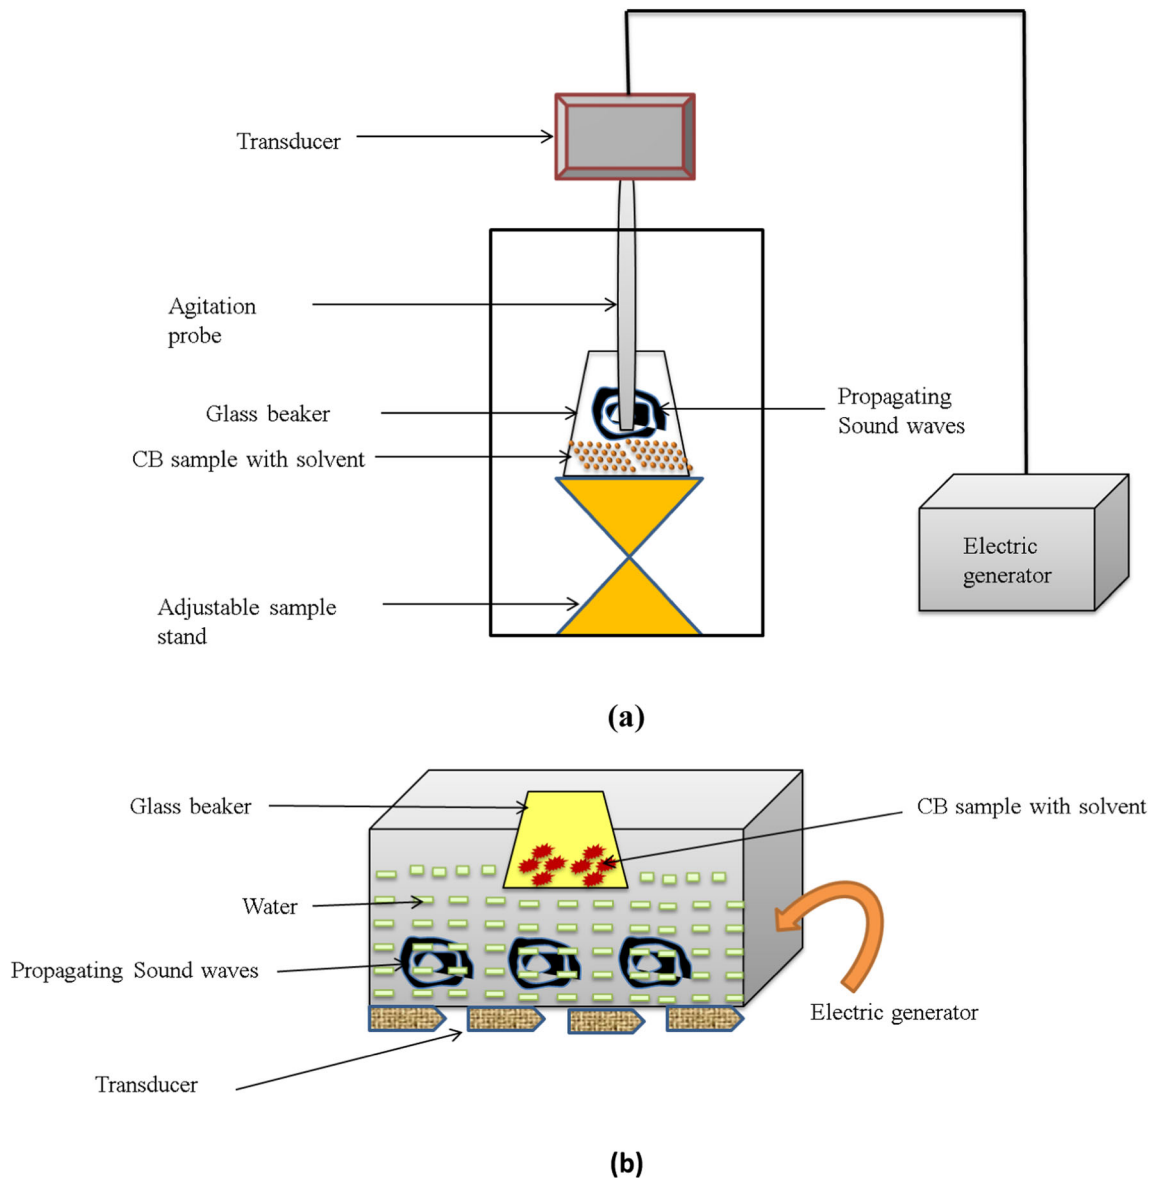 Transducer
Agitation
probe
Glass beaker
Propagating
Sound waves
CB sample with solvent
Electric
generator
Adjustable sample
stand
(a)
Glass beaker
CB sample with solvent
Water
Propagating Sound waves
Electric generator
Transducer
(b)